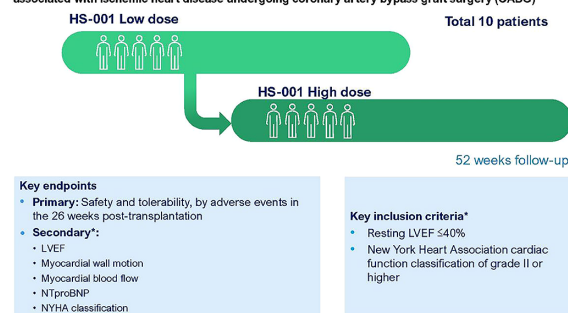 associated with ischemic heart disease undergoing coronary artery bypass graft surgery (CABG)
HS-001 Low dose
Total 10 patients
HS-001 High dose
52 weeks follow-up
Key endpoints
• Primary: Safety and tolerability, by adverse events in
the 26 weeks post-transplantation
• Secondary*:
• LVEF
• Myocardial wall motion
• Myocardial blood flow
• NTproBNP
• NYHA classification
Key inclusion criteria*
• Resting LVEF ≤40%
• New York Heart Association cardiac
function classification of grade II or
higher